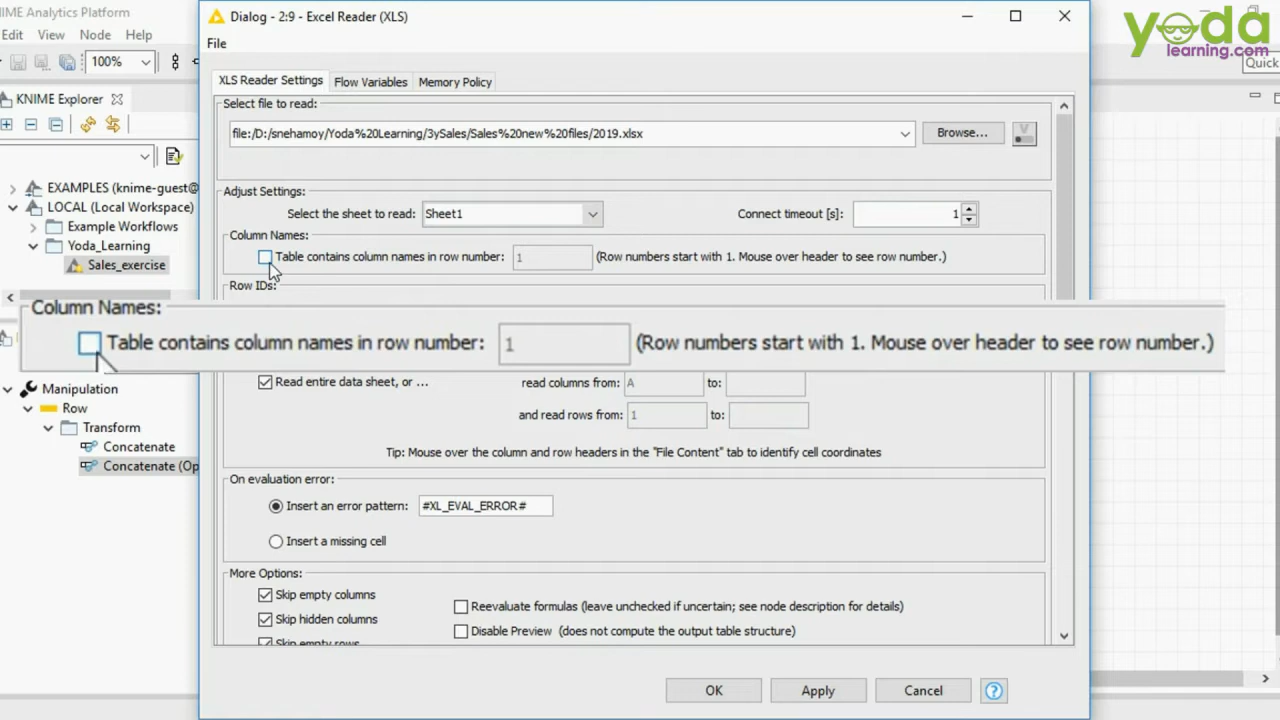 NIME Analytics Platform
Edit View Node Help
100%
KNIME Explorer
EXAMPLES (knime-guest@
LOCAL (Local Workspace)
Example Workflows
Yoda_Learning
Sales_exercise
Manipulation
Row
Transform
Concatenate
Concatenate (Op
Dialog - 2:9 - Excel Reader (XLS)
File
XLS Reader Settings Flow Variables Memory Policy
Select file to read:
file:/D:/snehamoy/Yoda%20Learning/3ySales/Sales%20new%20files/2019.xlsx Browse...
Adjust Settings:
Select the sheet to read: Sheet1 Connect timeout [s]: 1
Column Names:
Table contains column names in row number: 1 (Row numbers start with 1. Mouse over header to see row number.)
Row IDs:
Column Names:
Table contains column names in row number: 1 (Row numbers start with 1. Mouse over header to see row number.)
Read entire data sheet, or ... read columns from: A to:
and read rows from: 1 to:
Tip: Mouse over the column and row headers in the "File Content" tab to identify cell coordinates
On evaluation error:
Insert an error pattern: #XL_EVAL_ERROR#
Insert a missing cell
More Options:
Skip empty columns
Reevaluate formulas (leave unchecked if uncertain; see node description for details)
Skip hidden columns
Disable Preview (does not compute the output table structure)
Skip empty rows
OK Apply Cancel ?
yoda
learning.com
Quick